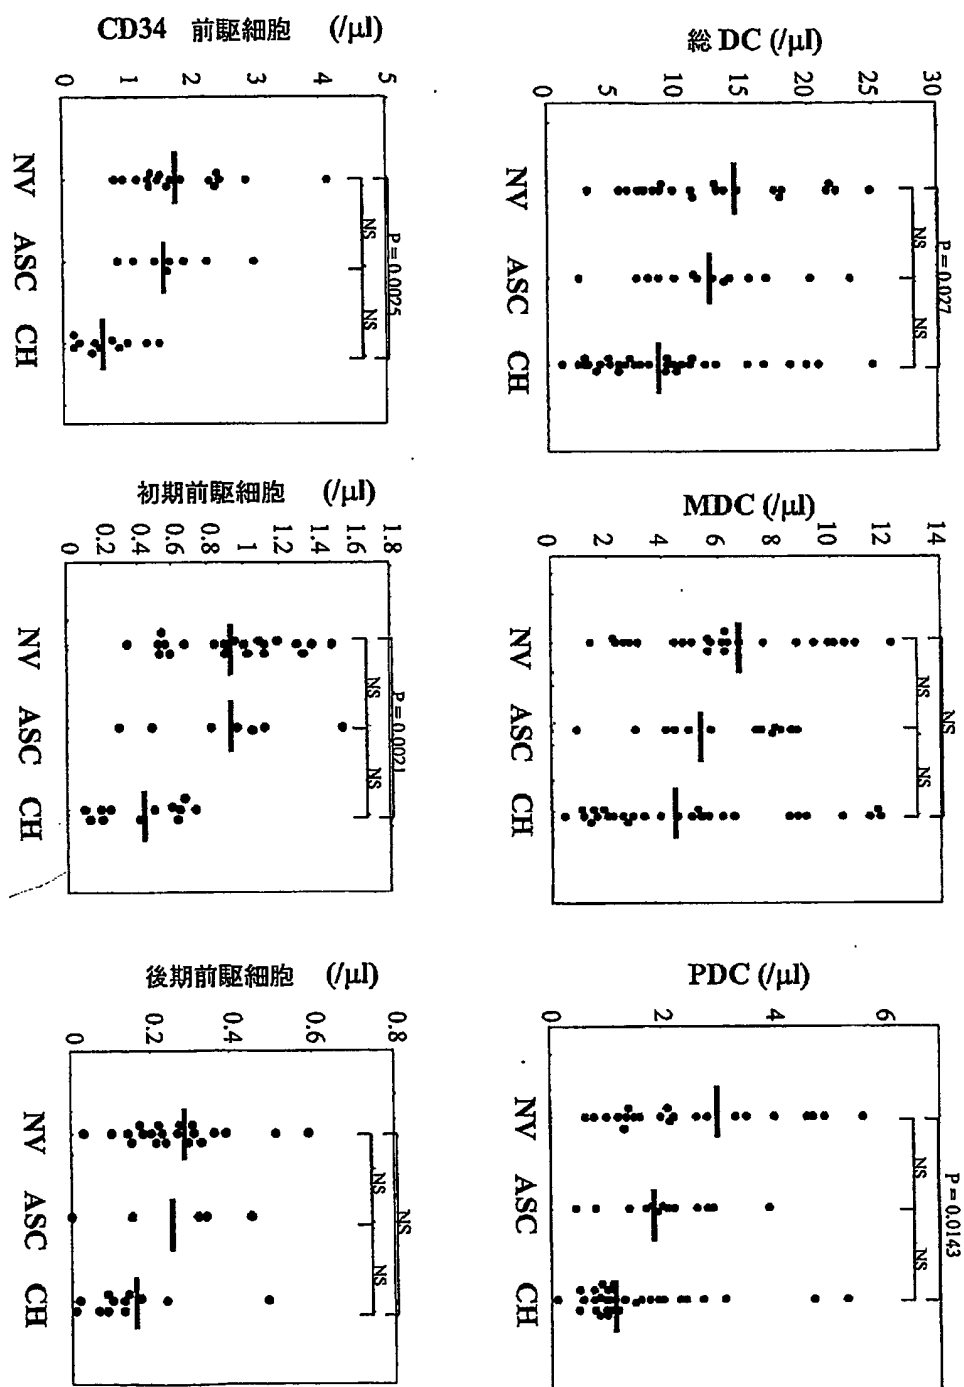 総 DC (/μl)
30
25
20
15
10
5
0
P = 0.027
NS
NS
NV
ASC
CH
MDC (/μl)
14
12
10
8
6
4
2
0
NS
NS
NS
NV
ASC
CH
PDC (/μl)
6
4
2
0
P = 0.0143
NS
NS
NV
ASC
CH
CD34 前駆細胞 (/μl)
5
4
3
2
1
0
P = 0.0025
NS
NS
NV
ASC
CH
初期前駆細胞 (/μl)
1.8
1.6
1.4
1.2
1
0.8
0.6
0.4
0.2
0
P = 0.0021
NS
NS
NV
ASC
CH
後期前駆細胞 (/μl)
0.8
0.6
0.4
0.2
0
NS
NS
NS
NV
ASC
CH